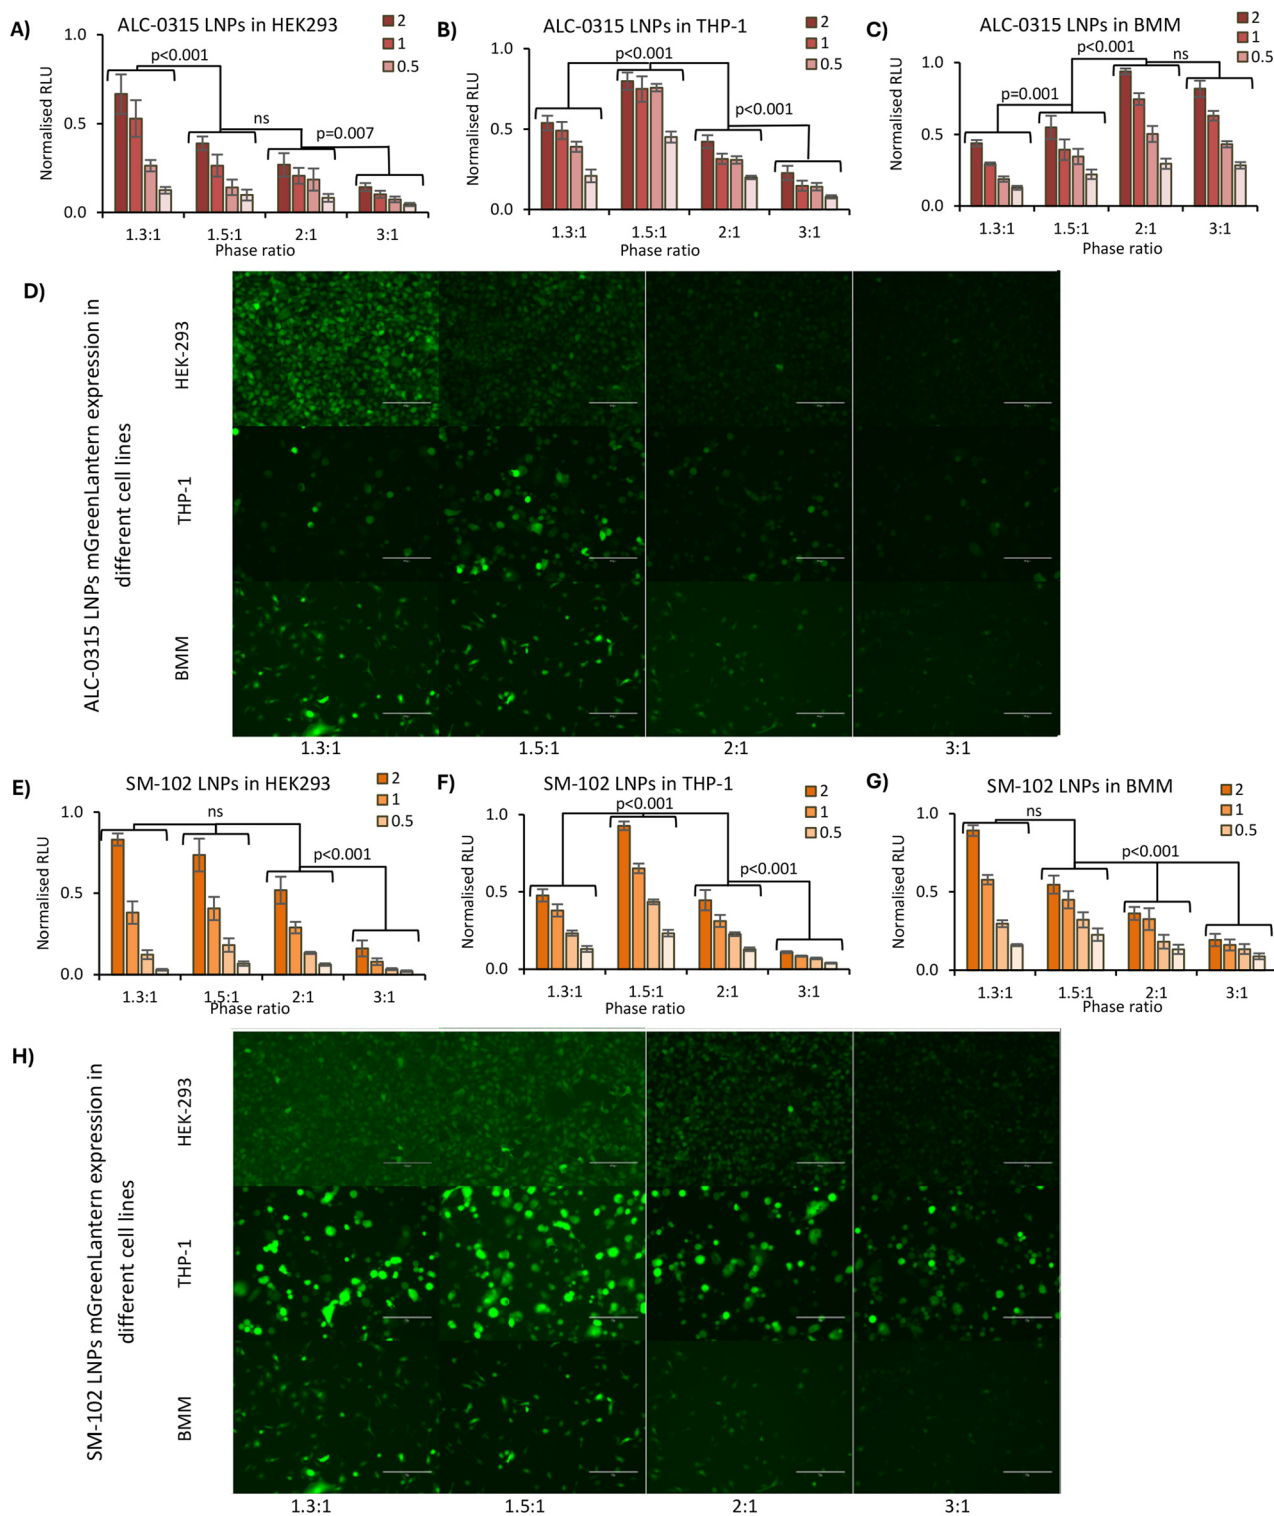 A)
ALC-0315 LNPs in HEK293
2
1
0.5
Normalised RLU
1.0
0.5
0.0
p<0.001
ns
p=0.007
1.3:1 1.5:1 2:1 3:1
Phase ratio
B)
ALC-0315 LNPs in THP-1
2
1
0.5
Normalised RLU
1.0
0.5
0.0
p<0.001
p<0.001
1.3:1 1.5:1 2:1 3:1
Phase ratio
C)
ALC-0315 LNPs in BMM
2
1
0.5
Normalised RLU
1.0
0.5
0.0
p=0.001
p<0.001
ns
1.3:1 1.5:1 2:1 3:1
Phase ratio
D)
ALC-0315 LNPs mGreenLantern expression in
different cell lines
HEK-293
THP-1
BMM
1.3:1 1.5:1 2:1 3:1
E)
SM-102 LNPs in HEK293
2
1
0.5
Normalised RLU
1.0
0.5
0.0
ns
p<0.001
1.3:1 1.5:1 2:1 3:1
Phase ratio
F)
SM-102 LNPs in THP-1
2
1
0.5
Normalised RLU
1.0
0.5
0.0
p<0.001
p<0.001
1.3:1 1.5:1 2:1 3:1
Phase ratio
G)
SM-102 LNPs in BMM
2
1
0.5
Normalised RLU
1.0
0.5
0.0
ns
p<0.001
1.3:1 1.5:1 2:1 3:1
Phase ratio
H)
SM-102 LNPs mGreenLantern expression in
different cell lines
HEK-293
THP-1
BMM
1.3:1 1.5:1 2:1 3:1